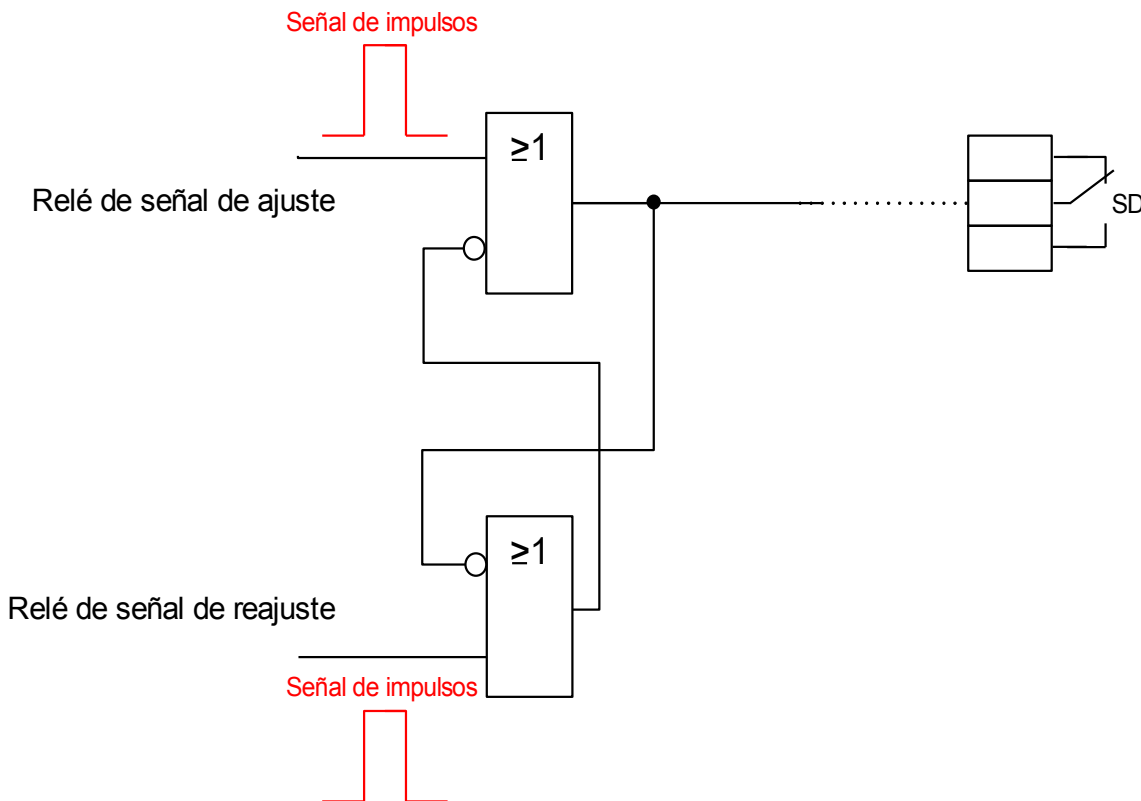 Señal de impulsos
≥1
Relé de señal de ajuste
SD
≥1
Relé de señal de reajuste
Señal de impulsos